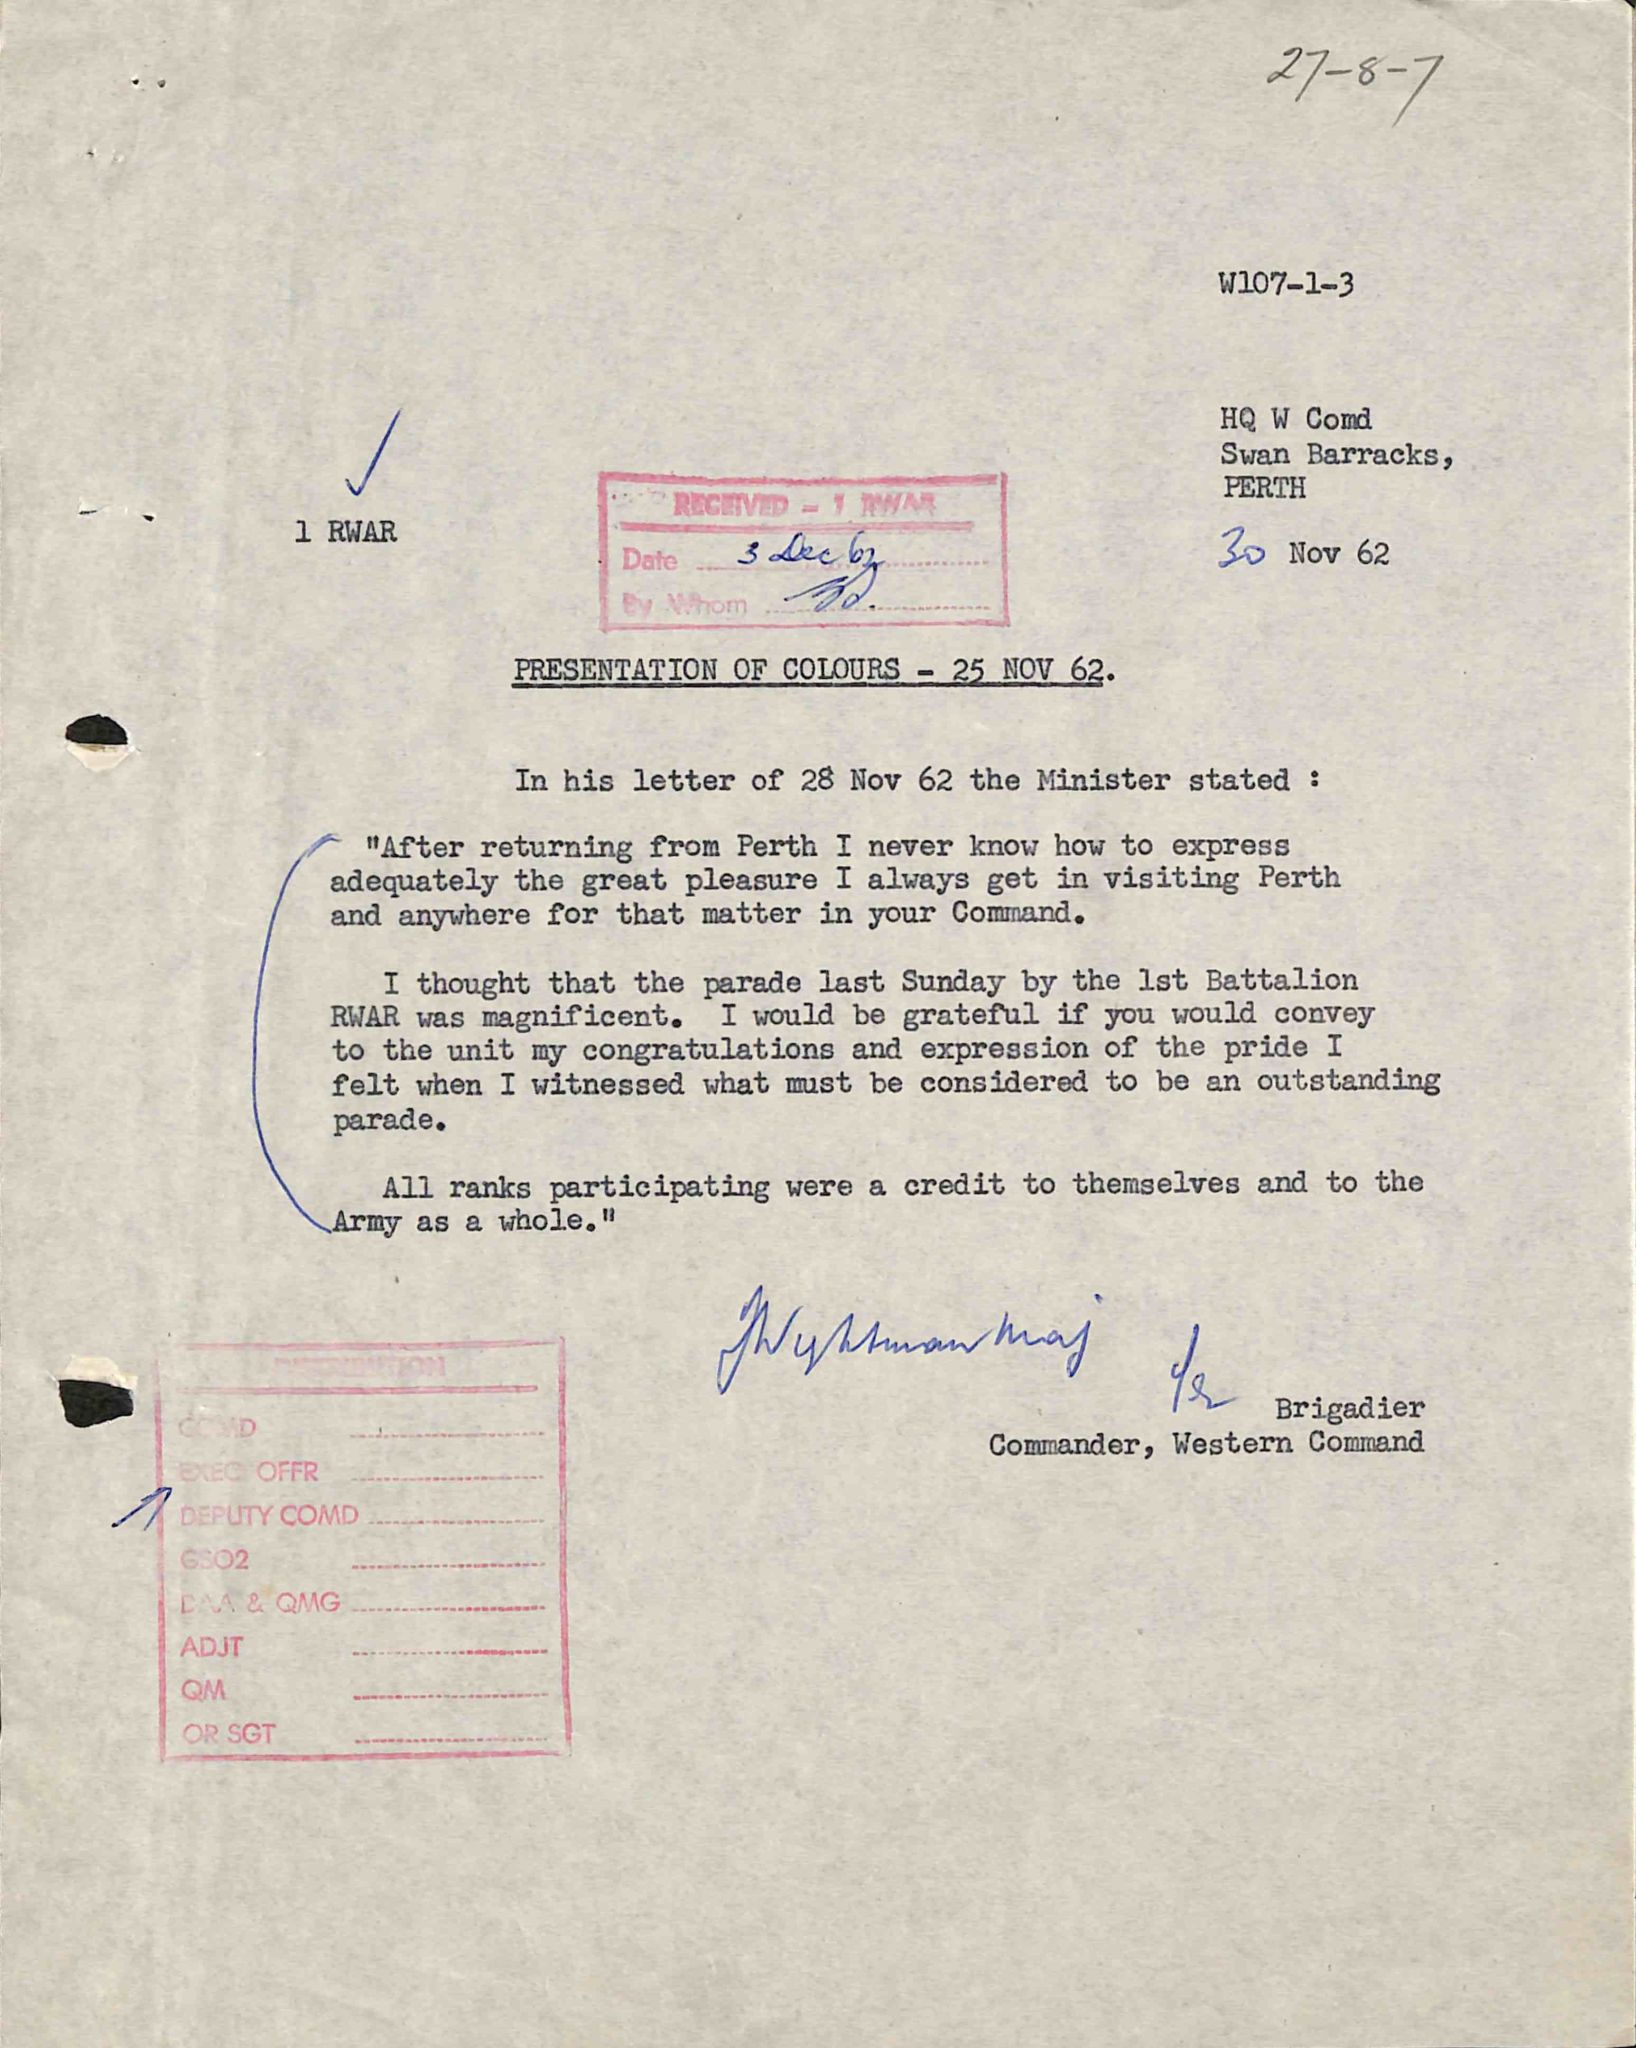 27-8-7
W107-1-3
HQ W Comd
Swan Barracks,
PERTH
30 Nov 62
1 RWAR
RECEIVED - 1 RWAR
Date 3 Dec 62
By Whom
PRESENTATION OF COLOURS - 25 NOV 62.
In his letter of 28 Nov 62 the Minister stated :
"After returning from Perth I never know how to express
adequately the great pleasure I always get in visiting Perth
and anywhere for that matter in your Command.
I thought that the parade last Sunday by the 1st Battalion
RWAR was magnificent. I would be grateful if you would convey
to the unit my congratulations and expression of the pride I
felt when I witnessed what must be considered to be an outstanding
parade.
All ranks participating were a credit to themselves and to the
Army as a whole."
Wightman Maj
for Brigadier
Commander, Western Command
DISTRIBUTION
COMD
EXEC OFFR
DEPUTY COMD
GSO2
DAA & QMG
ADJT
QM
OR SGT